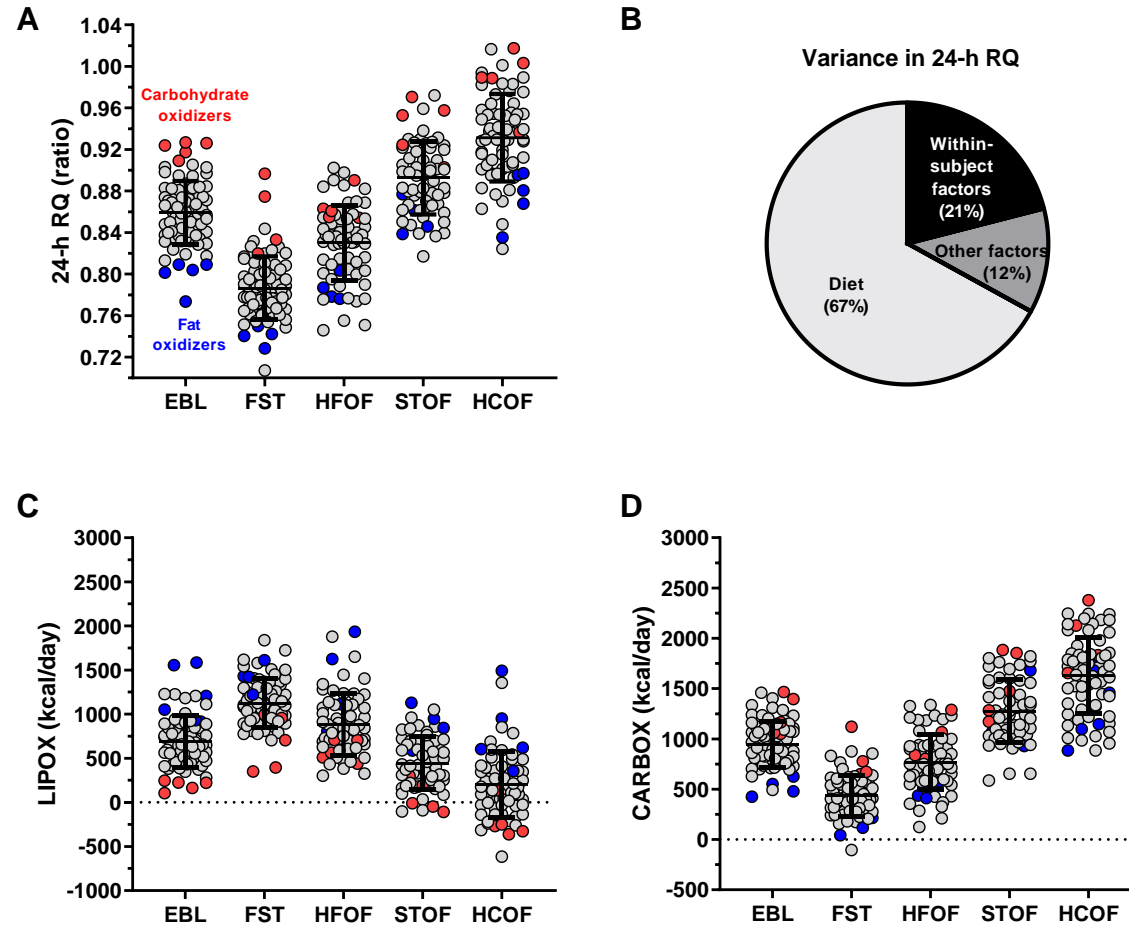 A
24-h RQ (ratio)
1.04
1.00
0.96
0.92
0.88
0.84
0.80
0.76
0.72
Carbohydrate
oxidizers
Fat
oxidizers
EBL FST HFOF STOF HCOF
B
Variance in 24-h RQ
Within-
subject
factors
(21%)
Other factors
(12%)
Diet
(67%)
C
LIPOX (kcal/day)
3000
2500
2000
1500
1000
500
0
-500
-1000
EBL FST HFOF STOF HCOF
D
CARBOX (kcal/day)
3000
2500
2000
1500
1000
500
0
-500
EBL FST HFOF STOF HCOF